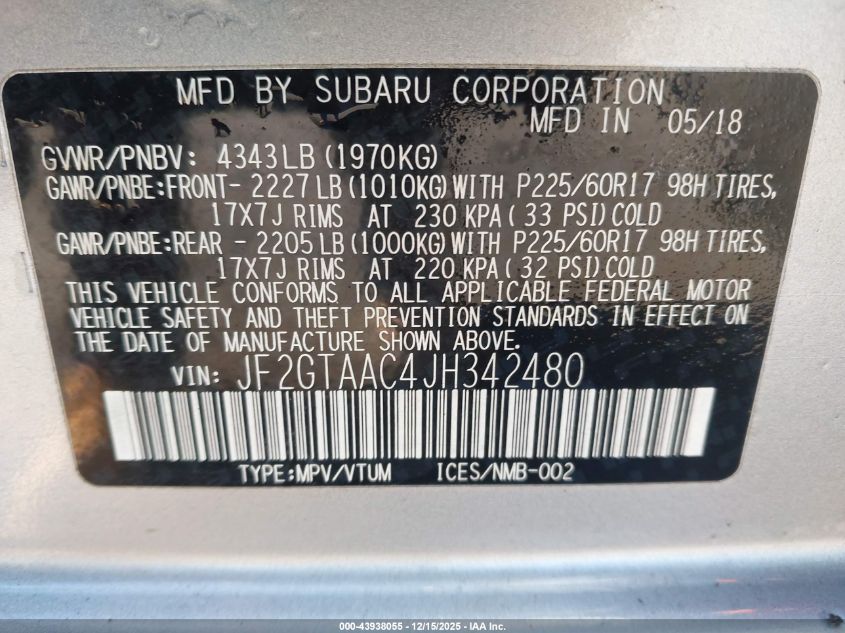 MFD BY SUBARU CORPORATION
MFD IN 05/18
GVWR/PNBV: 4343LB (1970KG)
GAWR/PNBE:FRONT- 2227 LB (1010KG) WITH P225/60R17 98H TIRES,
17X7J RIMS AT 230 KPA ( 33 PSI) COLD
GAWR/PNBE:REAR - 2205 LB (1000KG) WITH P225/60R17 98H TIRES,
17X7J RIMS AT 220 KPA ( 32 PSI) COLD
THIS VEHICLE CONFORMS TO ALL APPLICABLE FEDERAL MOTOR
VEHICLE SAFETY AND THEFT PREVENTION STANDARDS IN EFFECT ON
THE DATE OF MANUFACTURE SHOWN ABOVE.
VIN: JF2GTAAC4JH342480
TYPE:MPV/VTUM ICES/NMB-002
000-43938055 - 12/15/2025 - IAA Inc.